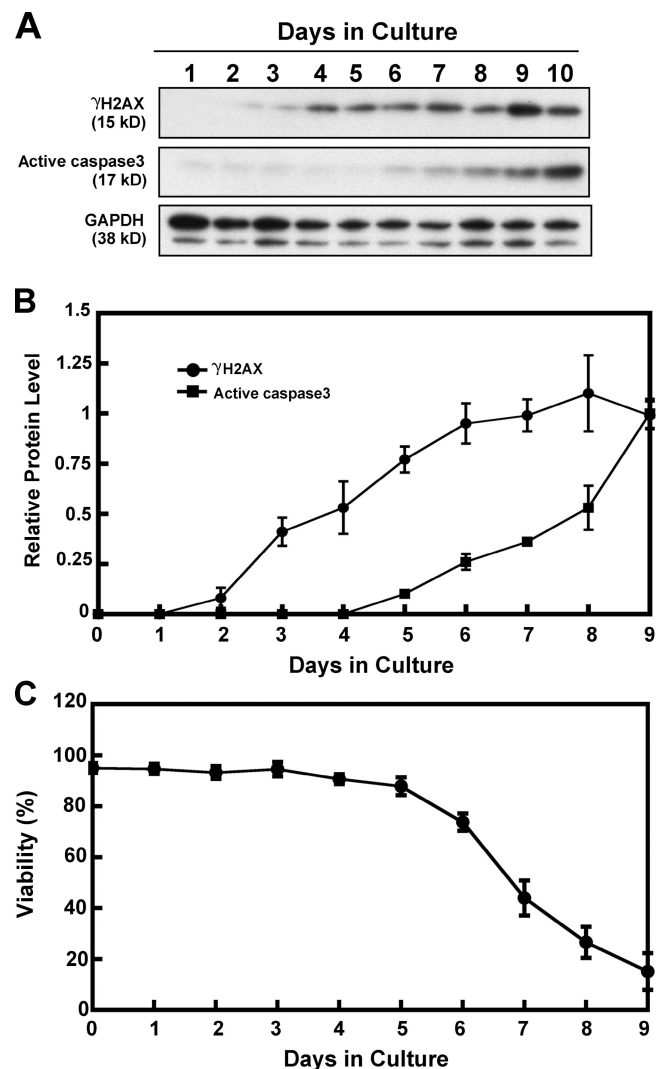 A
Days in Culture
1 2 3 4 5 6 7 8 9 10
γH2AX
(15 kD)
Active caspase3
(17 kD)
GAPDH
(38 kD)
B
1.5
1.25
1
0.75
0.5
0.25
0
Relative Protein Level
γH2AX
Active caspase3
0 1 2 3 4 5 6 7 8 9
Days in Culture
C
120
100
80
60
40
20
0
Viability (%)
0 1 2 3 4 5 6 7 8 9
Days in Culture